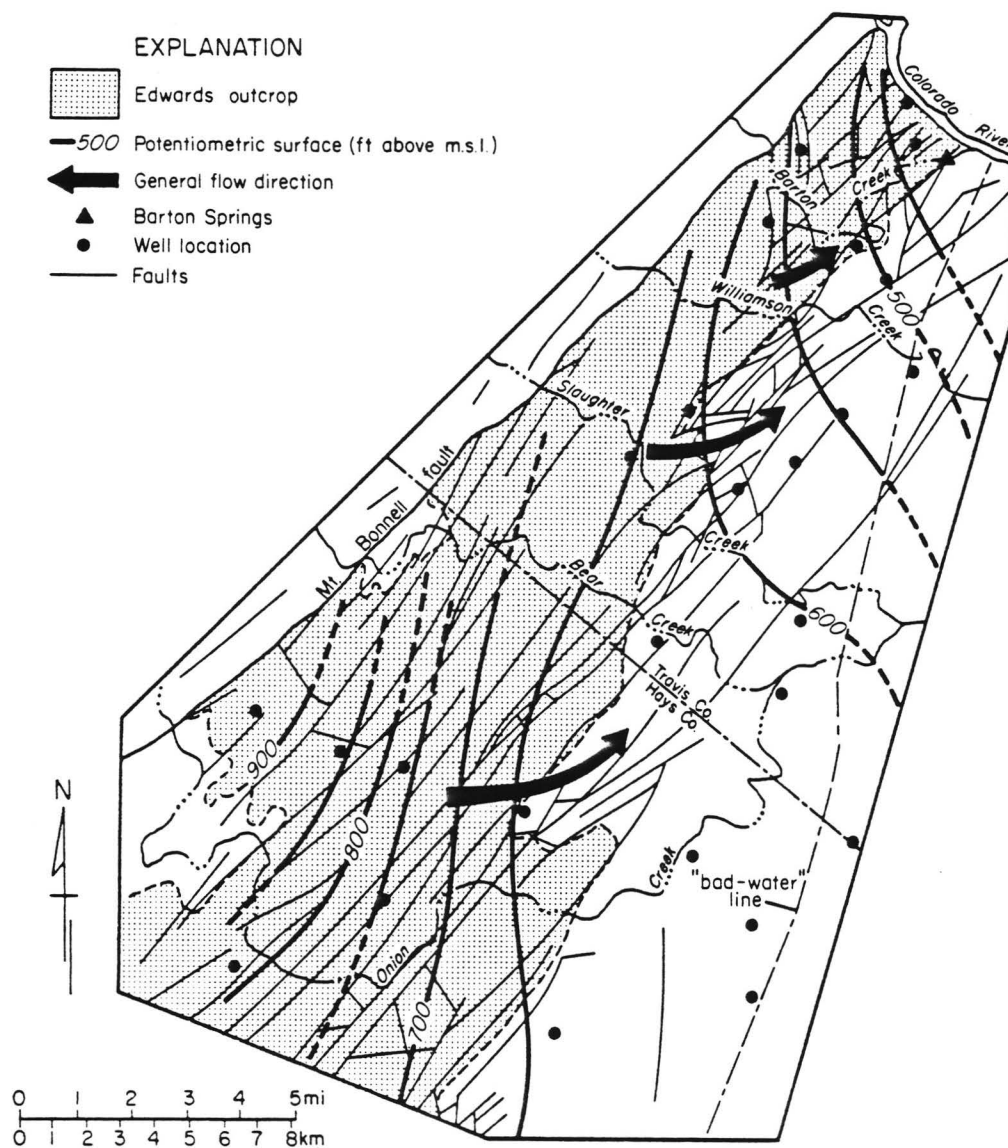 EXPLANATION
Edwards outcrop
500 Potentiometric surface (ft above m.s.l.)
General flow direction
Barton Springs
Well location
Faults
Colorado
River
Barton
Creek
Williamson
Creek
500
Slaughter
Creek
Mt. Bonnell fault
Bear
Creek
600
Travis Co.
Hays Co.
900
800
700
Onion
Creek
"bad-water"
line
N
0 1 2 3 4 5mi
0 1 2 3 4 5 6 7 8km